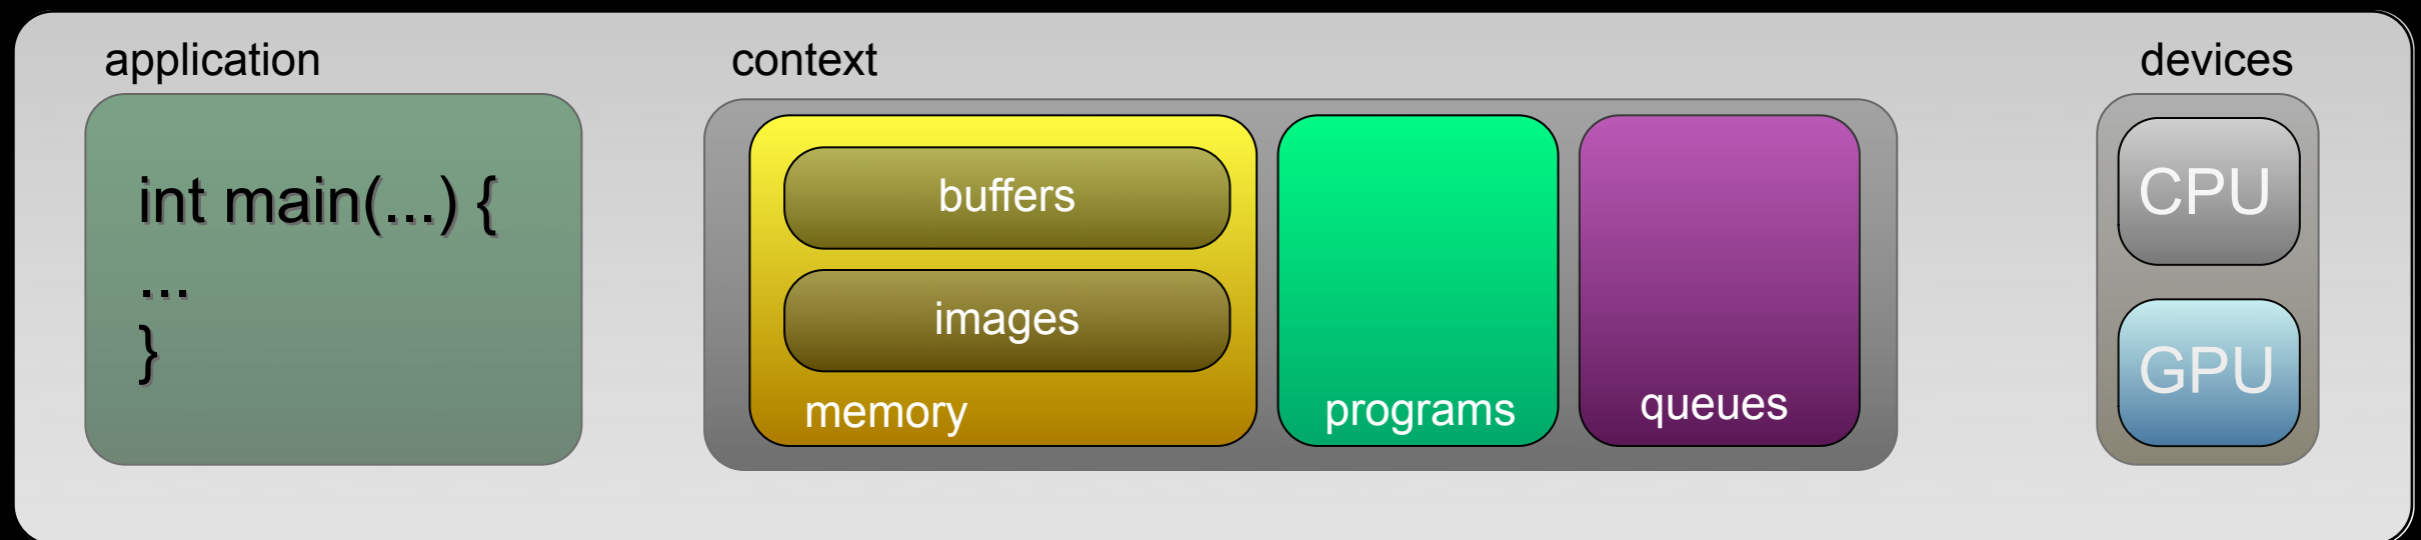 application
int main(...) {
...
}
context
buffers
images
memory
programs
queues
devices
CPU
GPU